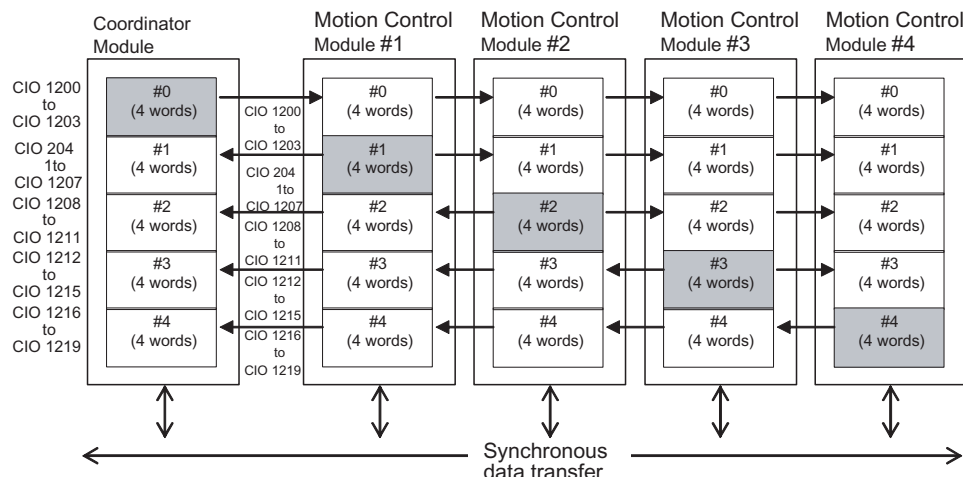 Coordinator
Module
Motion Control
Module #1
Motion Control
Module #2
Motion Control
Module #3
Motion Control
Module #4
CIO 1200
to
CIO 1203
CIO 204
1to
CIO 1207
CIO 1208
to
CIO 1211
CIO 1212
to
CIO 1215
CIO 1216
to
CIO 1219
#0
(4 words)
#1
(4 words)
#2
(4 words)
#3
(4 words)
#4
(4 words)
CIO 1200
to
CIO 1203
CIO 204
1to
CIO 1207
CIO 1208
to
CIO 1211
CIO 1212
to
CIO 1215
CIO 1216
to
CIO 1219
#0
(4 words)
#1
(4 words)
#2
(4 words)
#3
(4 words)
#4
(4 words)
#0
(4 words)
#1
(4 words)
#2
(4 words)
#3
(4 words)
#4
(4 words)
#0
(4 words)
#1
(4 words)
#2
(4 words)
#3
(4 words)
#4
(4 words)
#0
(4 words)
#1
(4 words)
#2
(4 words)
#3
(4 words)
#4
(4 words)
Synchronous
data transfer